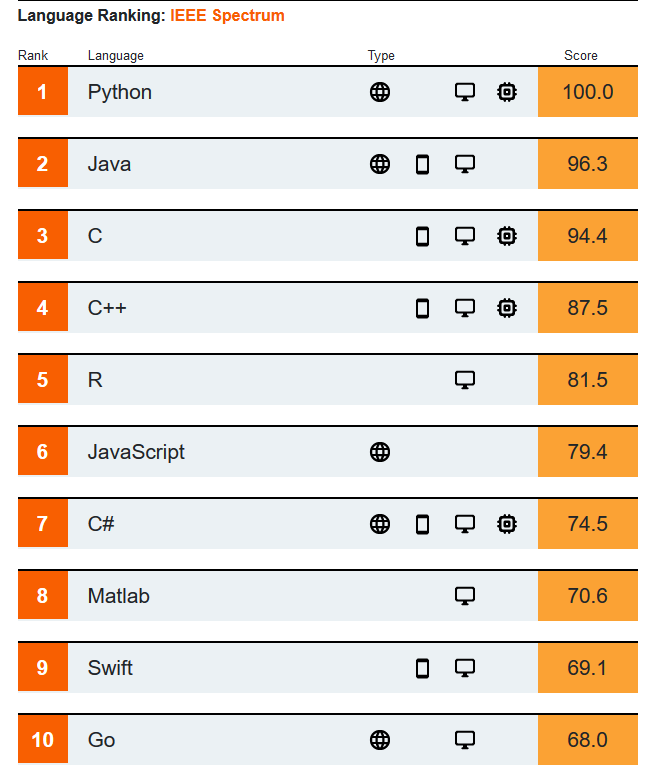 Language Ranking: IEEE Spectrum
Rank Language Type Score
1 Python 100.0
2 Java 96.3
3 C 94.4
4 C++ 87.5
5 R 81.5
6 JavaScript 79.4
7 C# 74.5
8 Matlab 70.6
9 Swift 69.1
10 Go 68.0